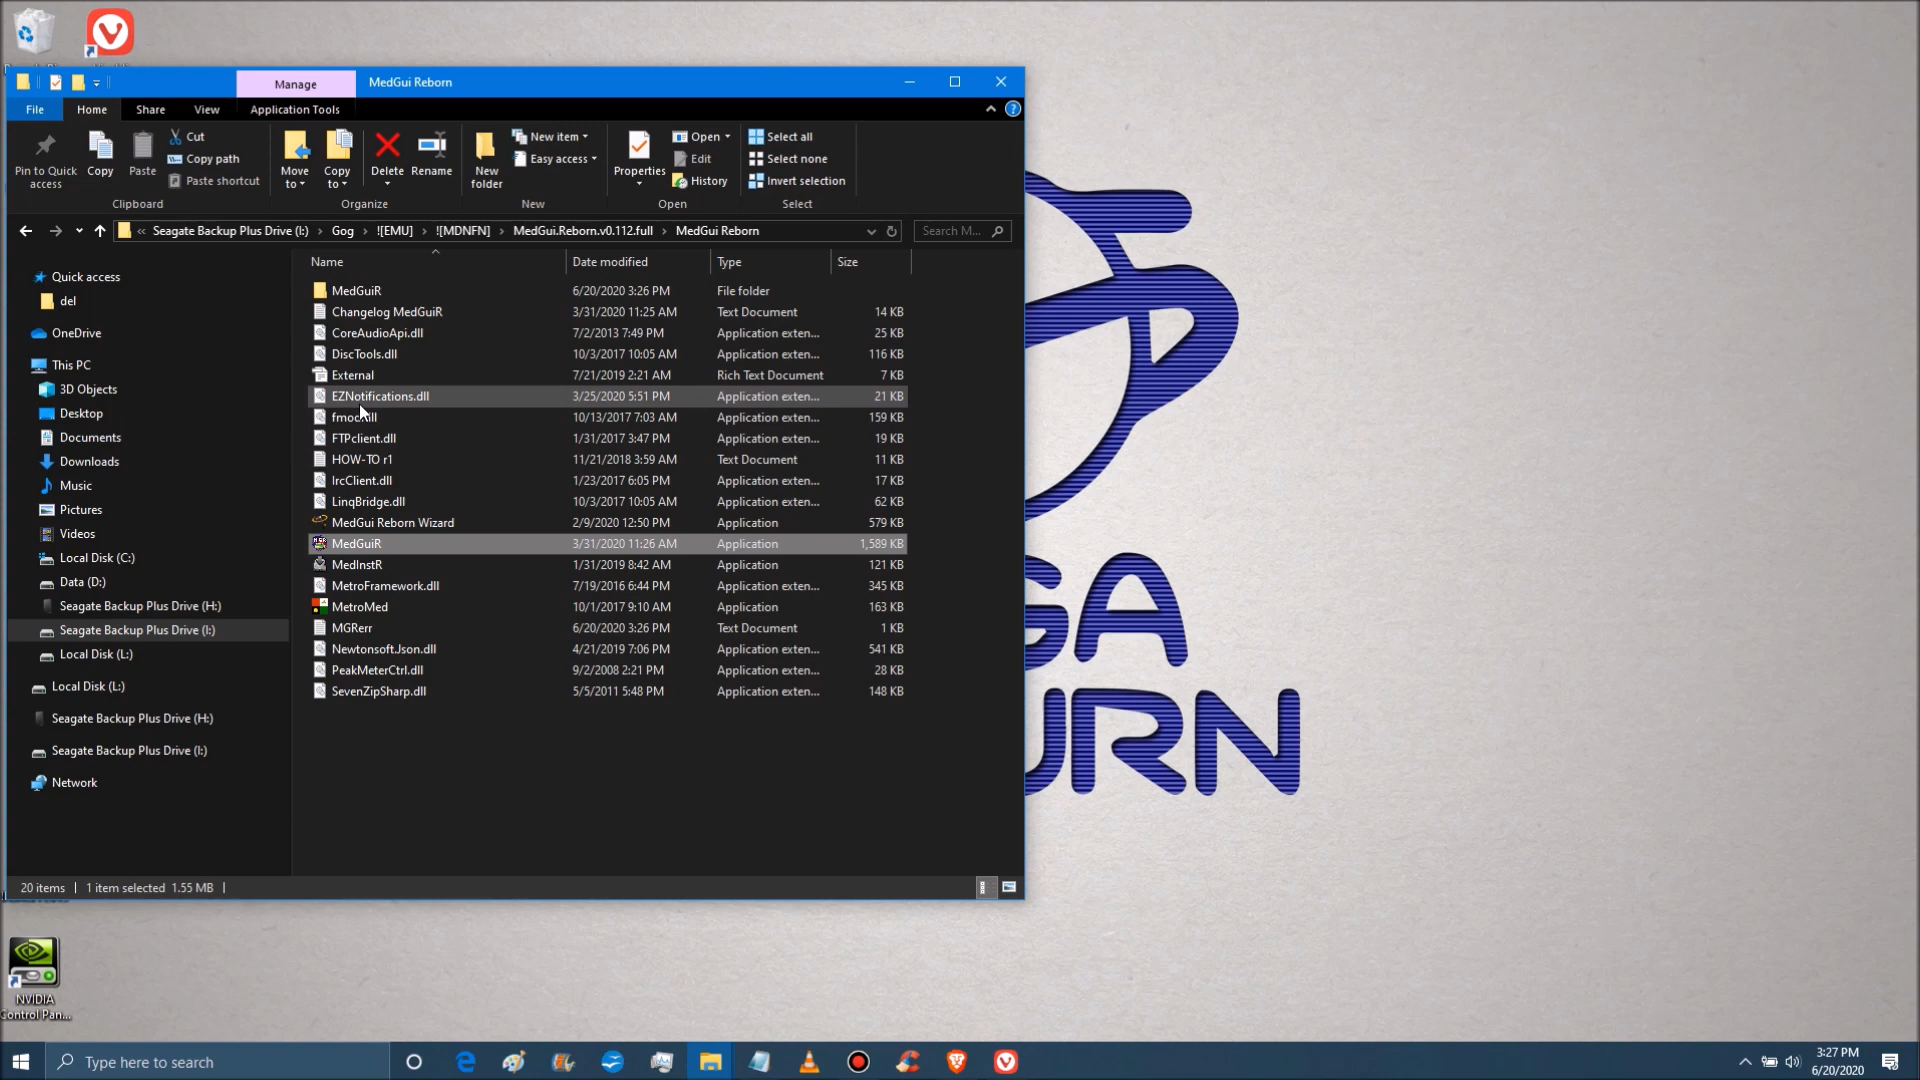 Manage
MedGui Reborn
File
Home
Share
View
Application Tools
Pin to Quick access
Copy
Paste
Cut
Copy path
Paste shortcut
Clipboard
Move to
Copy to
Delete
Rename
Organize
New folder
New item
Easy access
New
Properties
Open
Edit
History
Open
Select all
Select none
Invert selection
Select
« Seagate Backup Plus Drive (I:) › Gog › ![EMU] › ![MDNFN] › MedGui.Reborn.v0.112.full › MedGui Reborn
Search M...
Quick access
del
OneDrive
This PC
3D Objects
Desktop
Documents
Downloads
Music
Pictures
Videos
Local Disk (C:)
Data (D:)
Seagate Backup Plus Drive (H:)
Seagate Backup Plus Drive (I:)
Local Disk (L:)
Local Disk (L:)
Seagate Backup Plus Drive (H:)
Seagate Backup Plus Drive (I:)
Network
Name Date modified Type Size
MedGuiR 6/20/2020 3:26 PM File folder
Changelog MedGuiR 3/31/2020 11:25 AM Text Document 14 KB
CoreAudioApi.dll 7/2/2013 7:49 PM Application exten... 25 KB
DiscTools.dll 10/3/2017 10:05 AM Application exten... 116 KB
External 7/21/2019 2:21 AM Rich Text Document 7 KB
EZNotifications.dll 3/25/2020 5:51 PM Application exten... 21 KB
fmod.dll 10/13/2017 7:03 AM Application exten... 159 KB
FTPclient.dll 1/31/2017 3:47 PM Application exten... 19 KB
HOW-TO r1 11/21/2018 3:59 AM Text Document 11 KB
IrcClient.dll 1/23/2017 6:05 PM Application exten... 17 KB
LinqBridge.dll 10/3/2017 10:05 AM Application exten... 62 KB
MedGui Reborn Wizard 2/9/2020 12:50 PM Application 579 KB
MedGuiR 3/31/2020 11:26 AM Application 1,589 KB
MedInstR 1/31/2019 8:42 AM Application 121 KB
MetroFramework.dll 7/19/2016 6:44 PM Application exten... 345 KB
MetroMed 10/1/2017 9:10 AM Application 163 KB
MGRerr 6/20/2020 3:26 PM Text Document 1 KB
Newtonsoft.Json.dll 4/21/2019 7:06 PM Application exten... 541 KB
PeakMeterCtrl.dll 9/2/2008 2:21 PM Application exten... 28 KB
SevenZipSharp.dll 5/5/2011 5:48 PM Application exten... 148 KB
20 items 1 item selected 1.55 MB
GA
URN
NVIDIA
Control Pan...
Type here to search
3:27 PM
6/20/2020